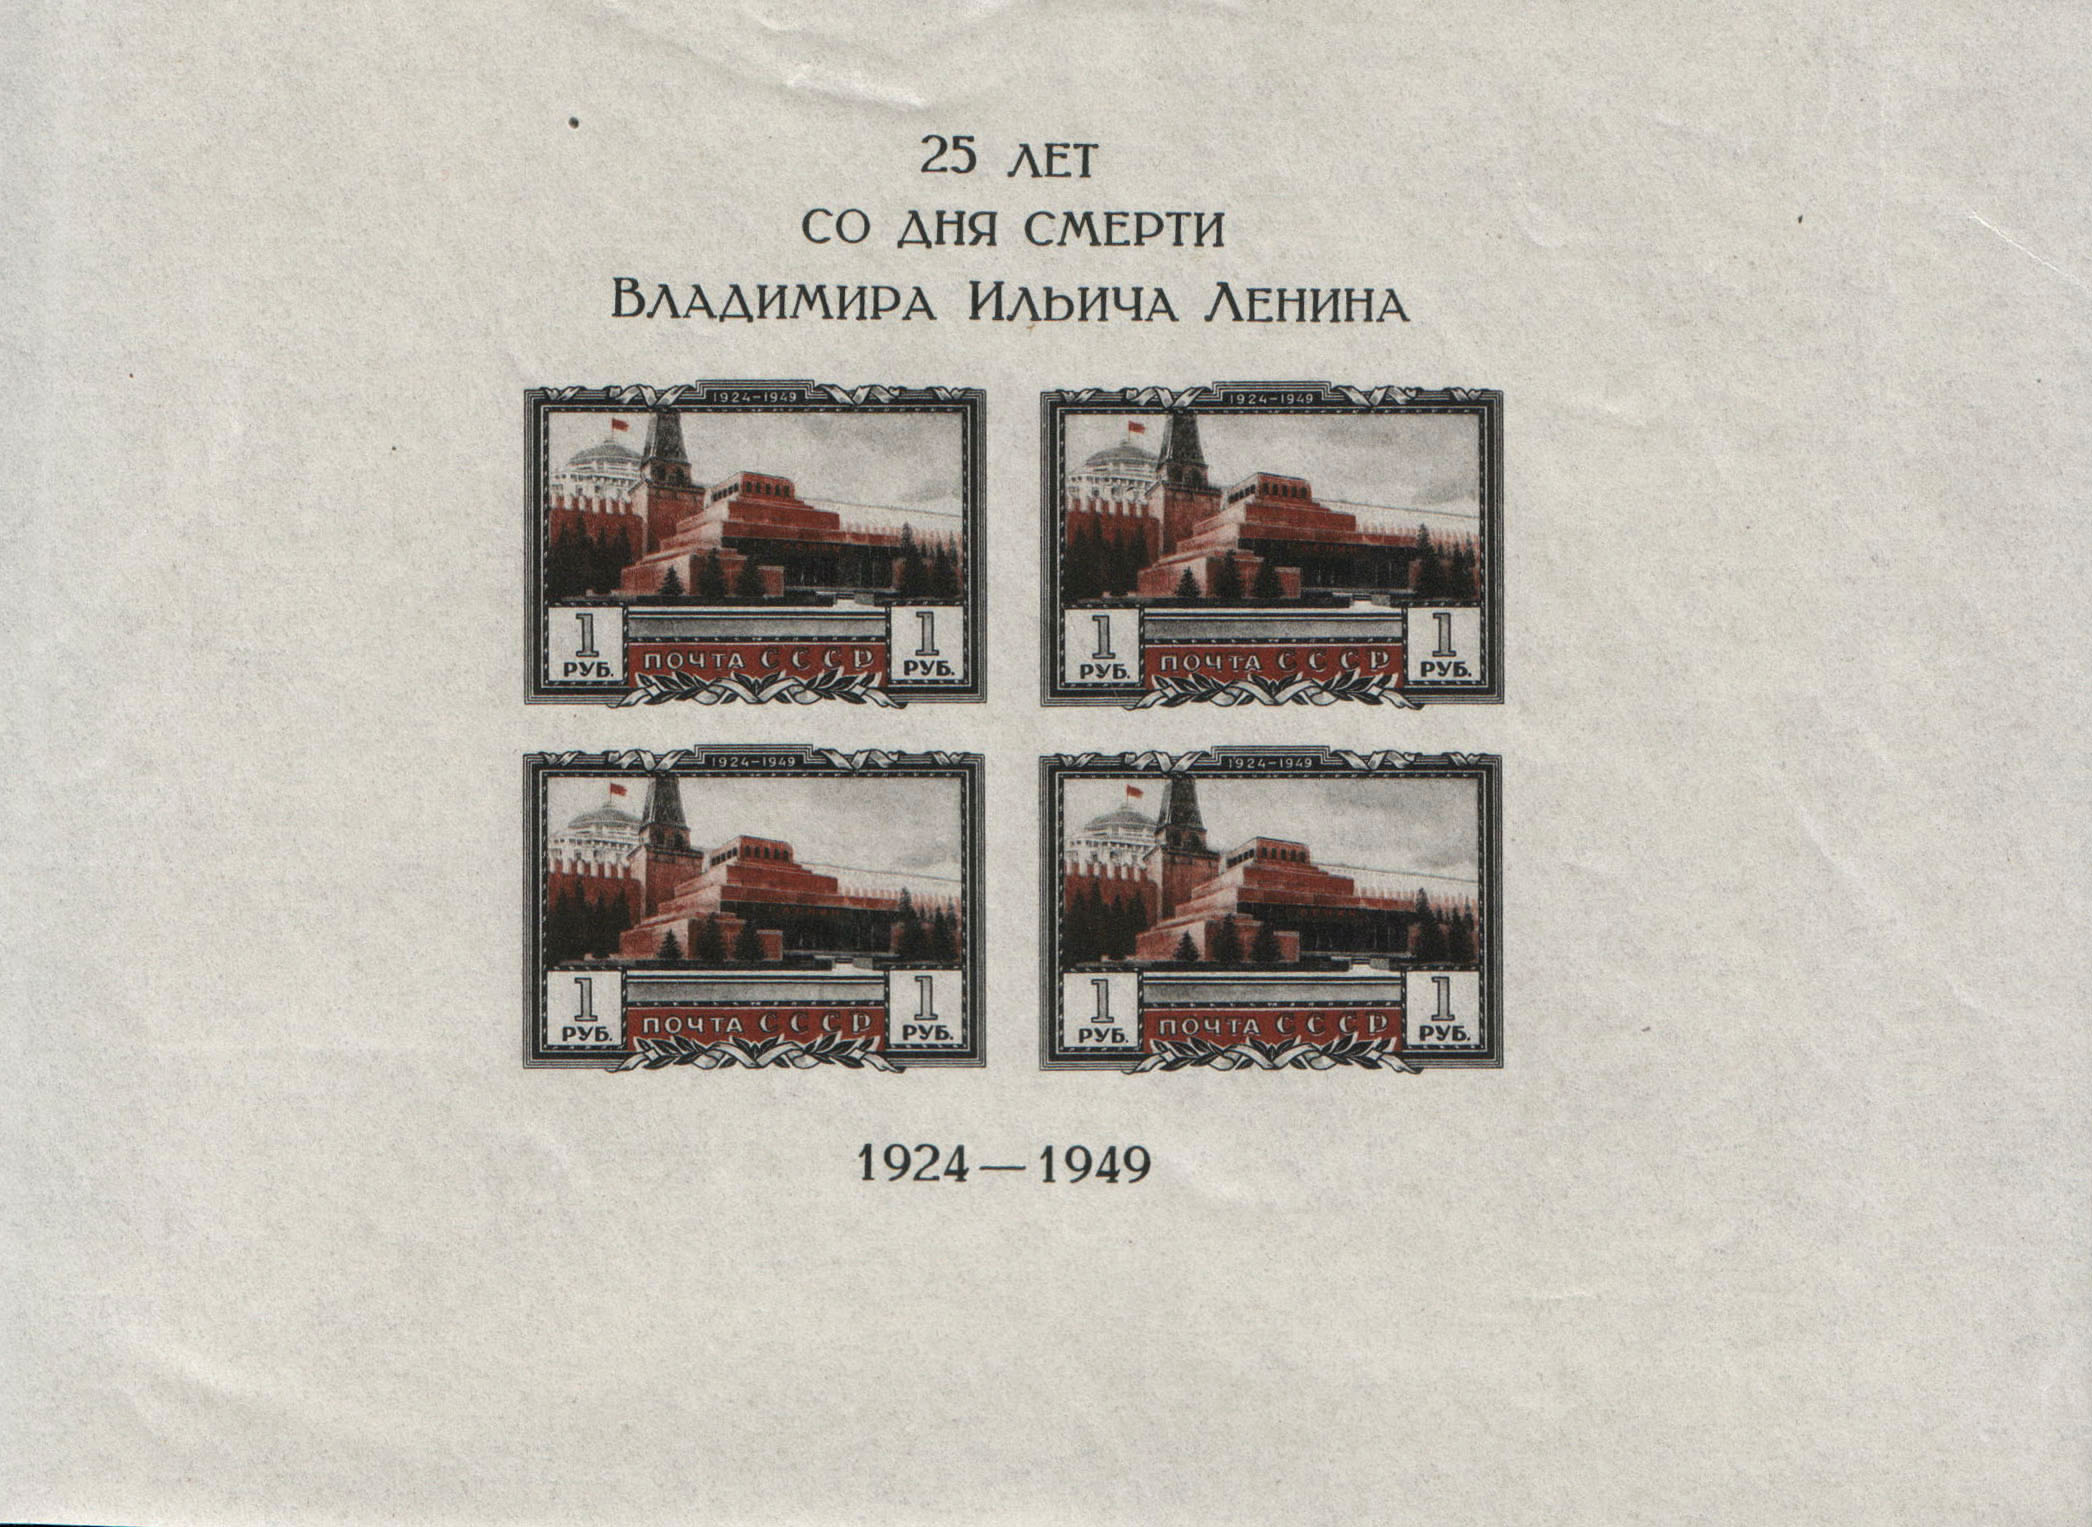 25 ЛЕТ
СО ДНЯ СМЕРТИ
ВЛАДИМИРА ИЛЬИЧА ЛЕНИНА
1924–1949
1 РУБ.
ПОЧТА СССР
1 РУБ.
1924–1949
1 РУБ.
ПОЧТА СССР
1 РУБ.
1924–1949
1 РУБ.
ПОЧТА СССР
1 РУБ.
1924–1949
1 РУБ.
ПОЧТА СССР
1 РУБ.
1924—1949